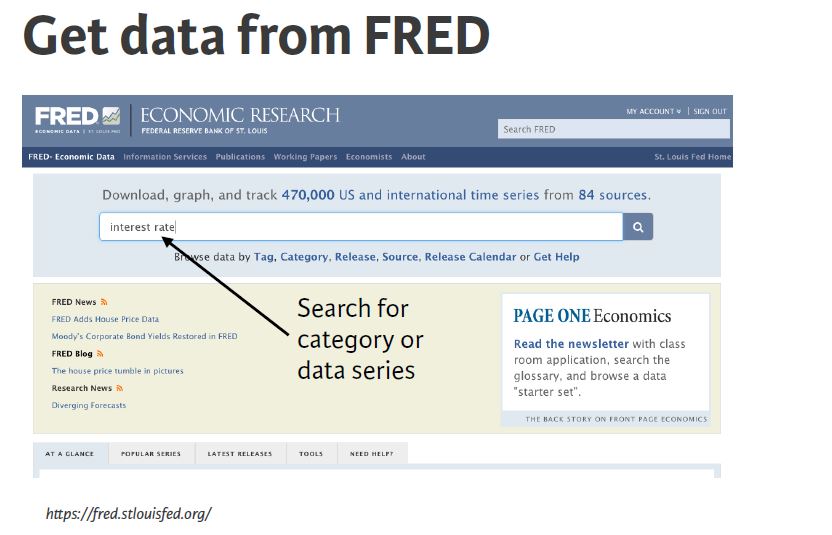 Get data from FRED
FRED
ECONOMIC DATA | ST. LOUIS FED
ECONOMIC RESEARCH
FEDERAL RESERVE BANK OF ST. LOUIS
MY ACCOUNT | SIGN OUT
Search FRED
FRED® Economic Data Information Services Publications Working Papers Economists About St. Louis Fed Home
Download, graph, and track 470,000 US and international time series from 84 sources.
interest rate
Browse data by Tag, Category, Release, Source, Release Calendar or Get Help
Search for
category or
data series
FRED News
FRED Adds House Price Data
Moody's Corporate Bond Yields Restored in FRED
FRED Blog
The house price tumble in pictures
Research News
Diverging Forecasts
PAGE ONE Economics
Read the newsletter with class
room application, search the
glossary, and browse a data
"starter set".
THE BACK STORY ON FRONT PAGE ECONOMICS
AT A GLANCE POPULAR SERIES LATEST RELEASES TOOLS NEED HELP?
https://fred.stlouisfed.org/